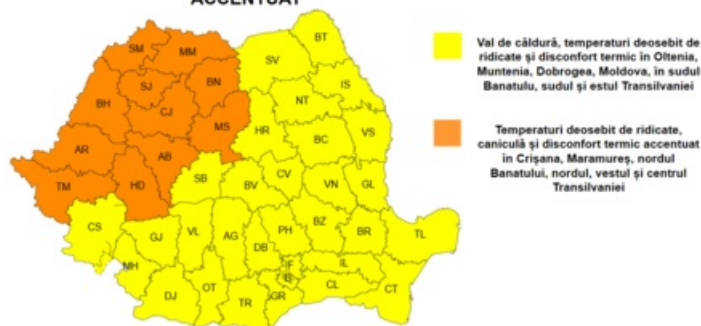 ACCENTUAT
BT
SM
MM
SV
SJ
BN
IS
BH
CJ
NT
MS
HR
BC
VS
AR
AB
TM
HD
SB
BV
CV
VN
GL
CS
GJ
VL
AG
DB
PH
BZ
BR
TL
MH
IF
B
IL
DJ
OT
TR
GR
CL
CT
Val de căldură, temperaturi deosebit de
ridicate și disconfort termic în Oltenia,
Muntenia, Dobrogea, Moldova, în sudul
Banatulu, sudul și estul Transilvaniei
Temperaturi deosebit de ridicate,
caniculă și disconfort termic accentuat
în Crișana, Maramureș, nordul
Banatului, nordul, vestul și centrul
Transilvaniei